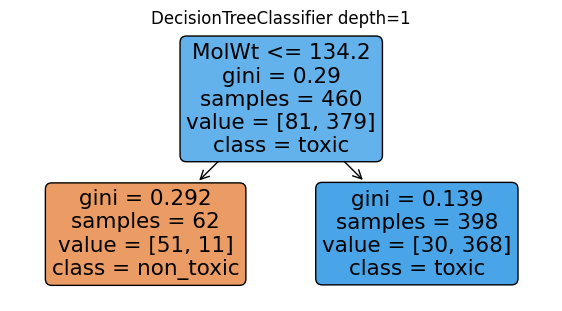 DecisionTreeClassifier depth=1
MolWt <= 134.2
gini = 0.29
samples = 460
value = [81, 379]
class = toxic
gini = 0.292
samples = 62
value = [51, 11]
class = non_toxic
gini = 0.139
samples = 398
value = [30, 368]
class = toxic